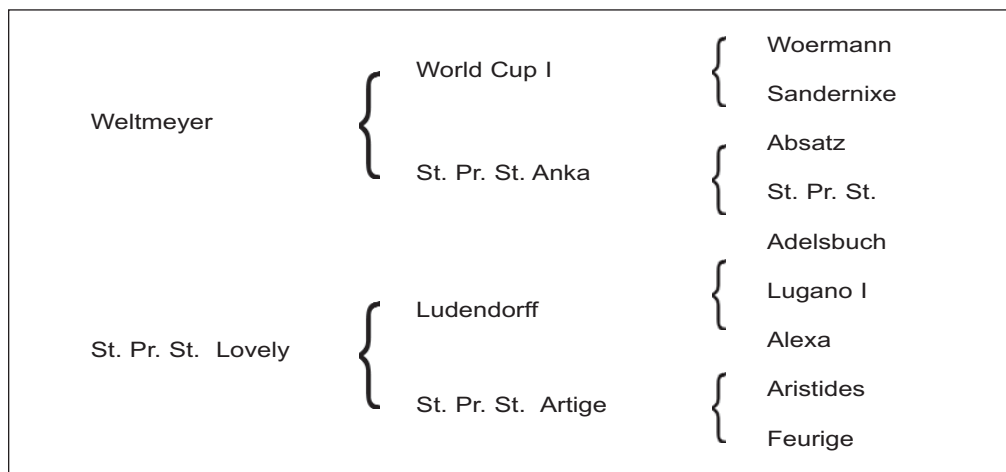 Weltmeyer
World Cup I
Woermann
Sandernixe
St. Pr. St. Anka
Absatz
St. Pr. St.
Adelsbuch
St. Pr. St.  Lovely
Ludendorff
Lugano I
Alexa
St. Pr. St.  Artige
Aristides
Feurige